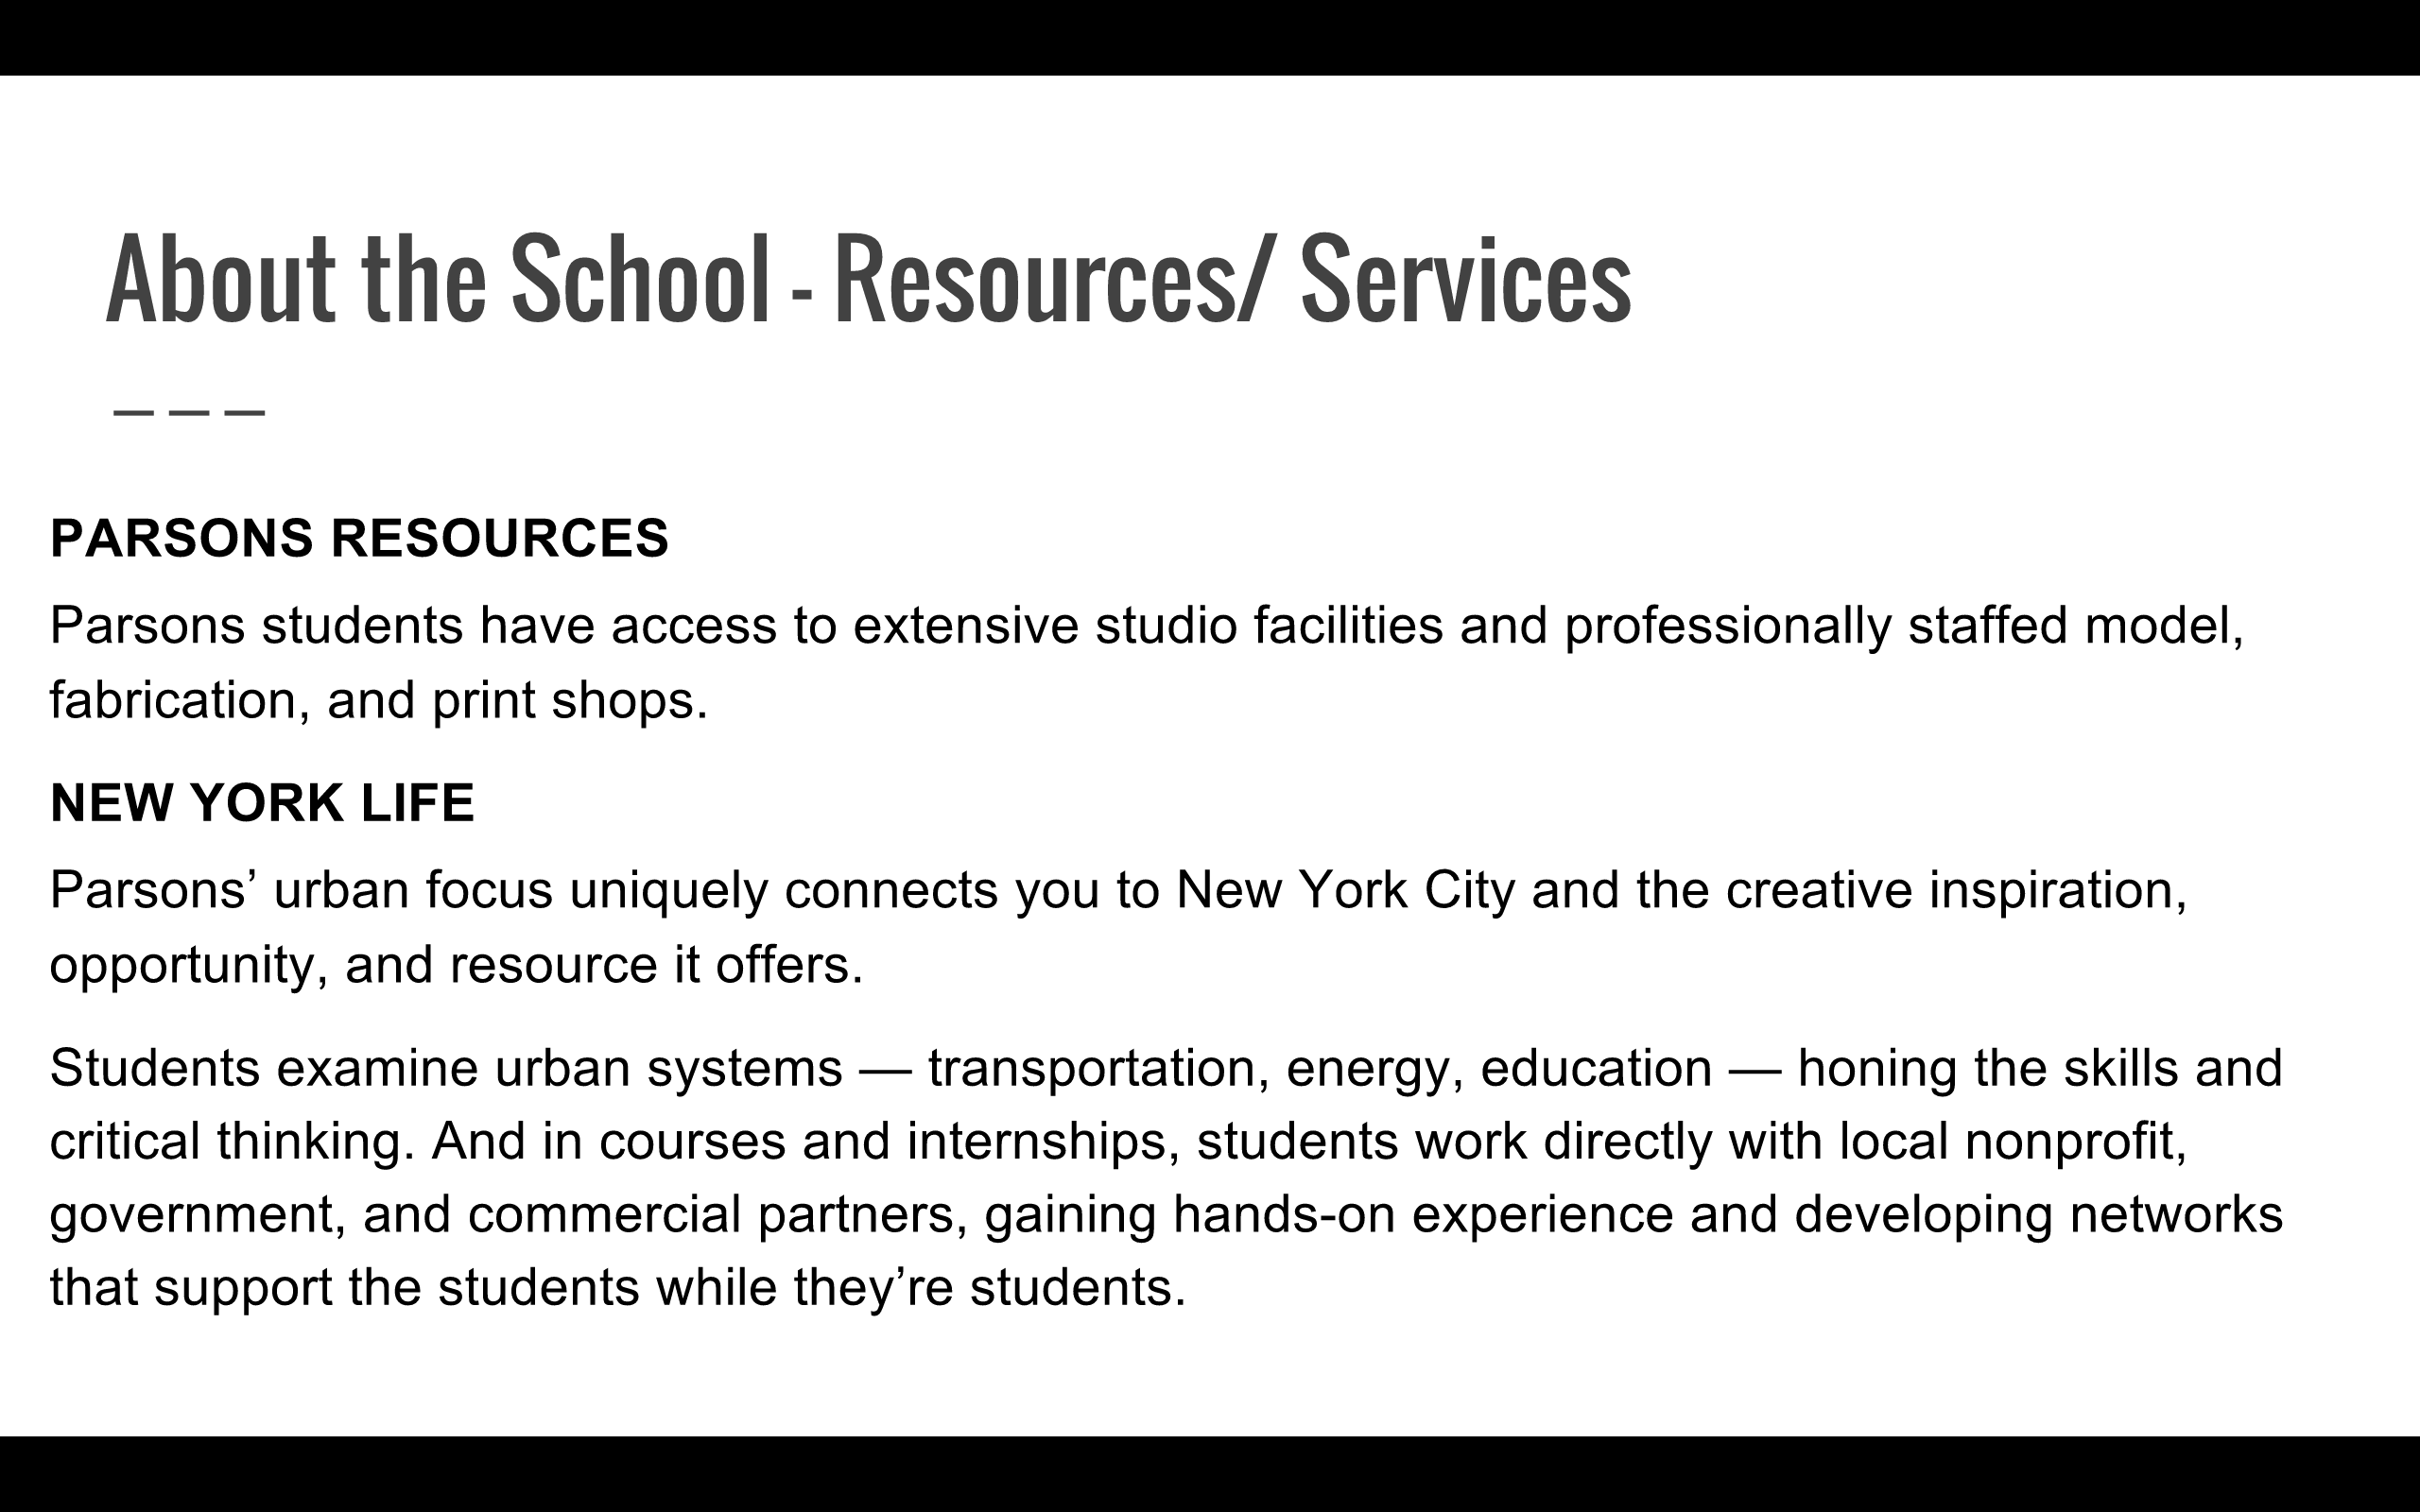 About the School - Resources/ Services
PARSONS RESOURCES
Parsons students have access to extensive studio facilities and professionally staffed model,
fabrication, and print shops.
NEW YORK LIFE
Parsons’ urban focus uniquely connects you to New York City and the creative inspiration,
opportunity, and resource it offers.
Students examine urban systems — transportation, energy, education — honing the skills and
critical thinking. And in courses and internships, students work directly with local nonprofit,
government, and commercial partners, gaining hands-on experience and developing networks
that support the students while they’re students.